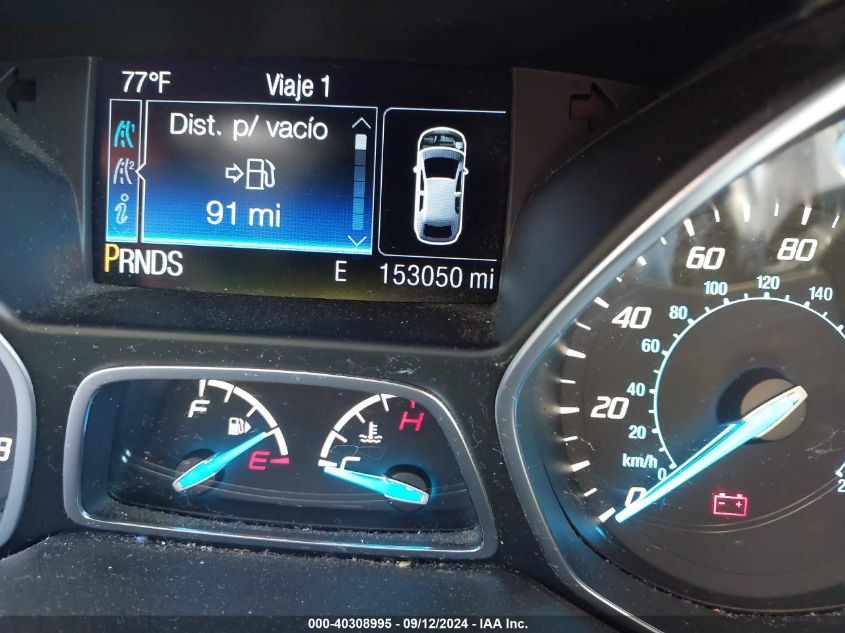 77°F Viaje 1
Dist. p/ vacío
91 mi
PRNDS E 153050 mi
F
E
H
C
0 20 40 60 80
km/h 0 20 40 60 80 100 120 140
000-40308995 - 09/12/2024 - IAA Inc.